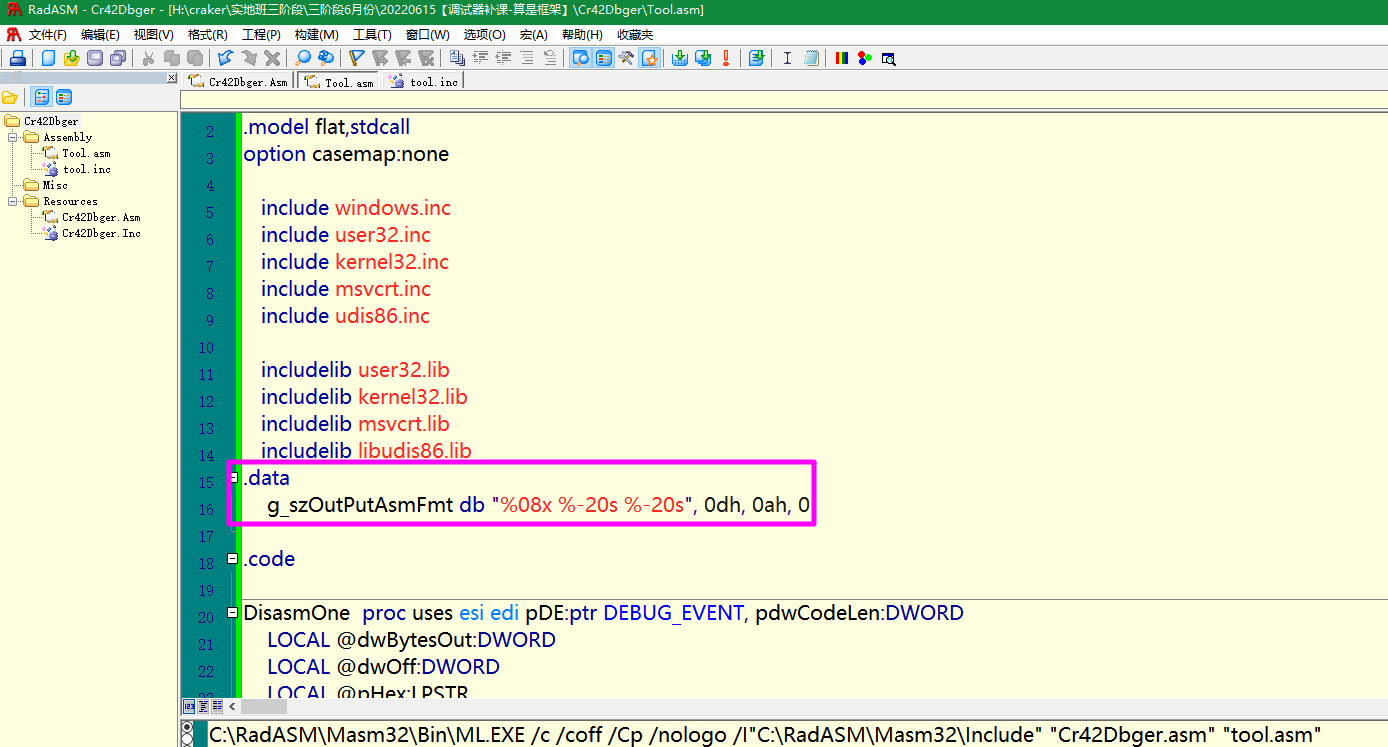 RadASM - Cr42Dbger - [H:\craker\实地班三阶段\三阶段6月份\20220615【调试器补课-算是框架】\Cr42Dbger\Tool.asm]
文件(F) 编辑(E) 视图(V) 格式(R) 工程(P) 构建(M) 工具(T) 窗口(W) 选项(O) 宏(A) 帮助(H) 收藏夹
Cr42Dbger.Asm Tool.asm tool.inc
Cr42Dbger
Assembly
Tool.asm
tool.inc
Misc
Resources
Cr42Dbger.Asm
Cr42Dbger.Inc
2 .model flat,stdcall
3 option casemap:none
4
5 include windows.inc
6 include user32.inc
7 include kernel32.inc
8 include msvcrt.inc
9 include udis86.inc
10
11 includelib user32.lib
12 includelib kernel32.lib
13 includelib msvcrt.lib
14 includelib libudis86.lib
15 .data
16 g_szOutPutAsmFmt db "%08x %-20s %-20s", 0dh, 0ah, 0
17
18 .code
19
20 DisasmOne proc uses esi edi pDE:ptr DEBUG_EVENT, pdwCodeLen:DWORD
21 LOCAL @dwBytesOut:DWORD
22 LOCAL @dwOff:DWORD
23 LOCAL @pHex:LPSTR
C:\RadASM\Masm32\Bin\ML.EXE /c /coff /Cp /nologo /I"C:\RadASM\Masm32\Include" "Cr42Dbger.asm" "tool.asm"